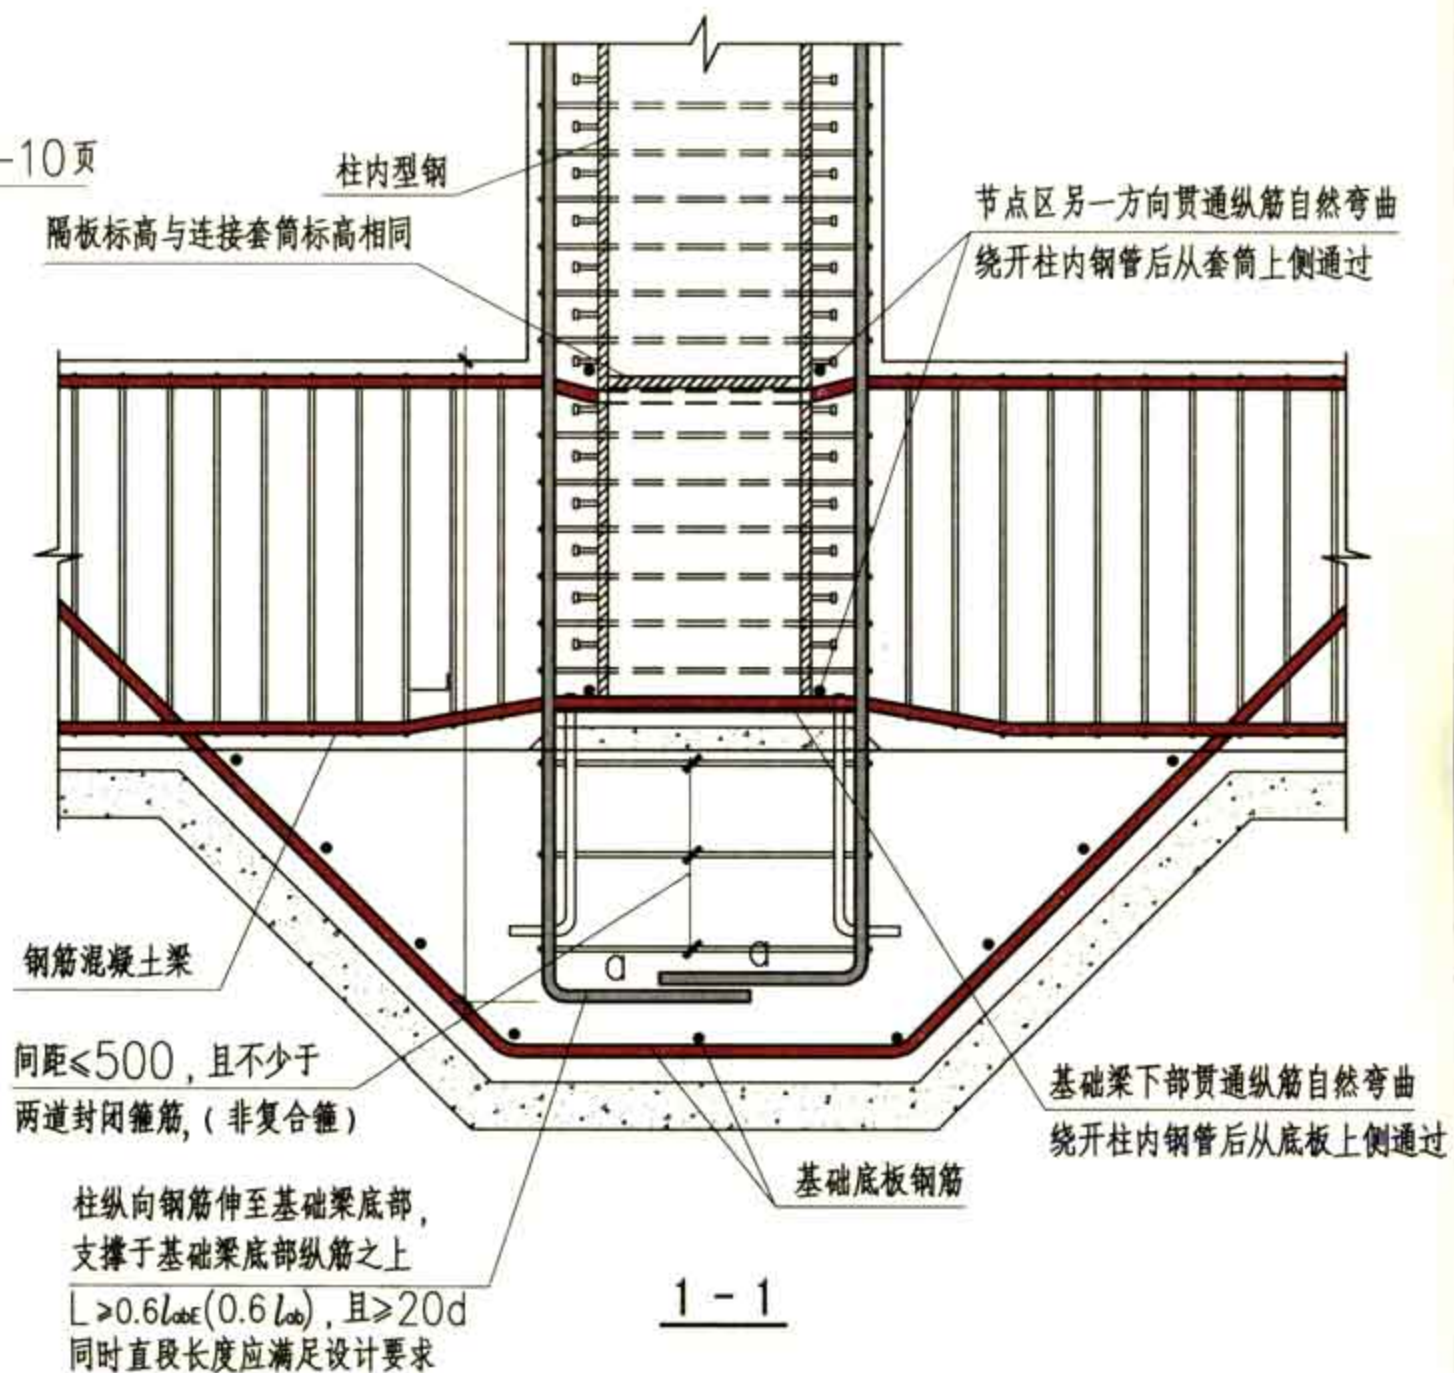 -10页
柱内型钢
隔板标高与连接套筒标高相同
节点区另一方向贯通纵筋自然弯曲
绕开柱内钢管后从套筒上侧通过
L
钢筋混凝土梁
a
a
间距≤500，且不少于
两道封闭箍筋，（非复合箍）
基础梁下部贯通纵筋自然弯曲
绕开柱内钢管后从底板上侧通过
基础底板钢筋
柱纵向钢筋伸至基础梁底部，
支撑于基础梁底部纵筋之上
L≥0.6labE(0.6lab)，且≥20d
同时直段长度应满足设计要求
1-1